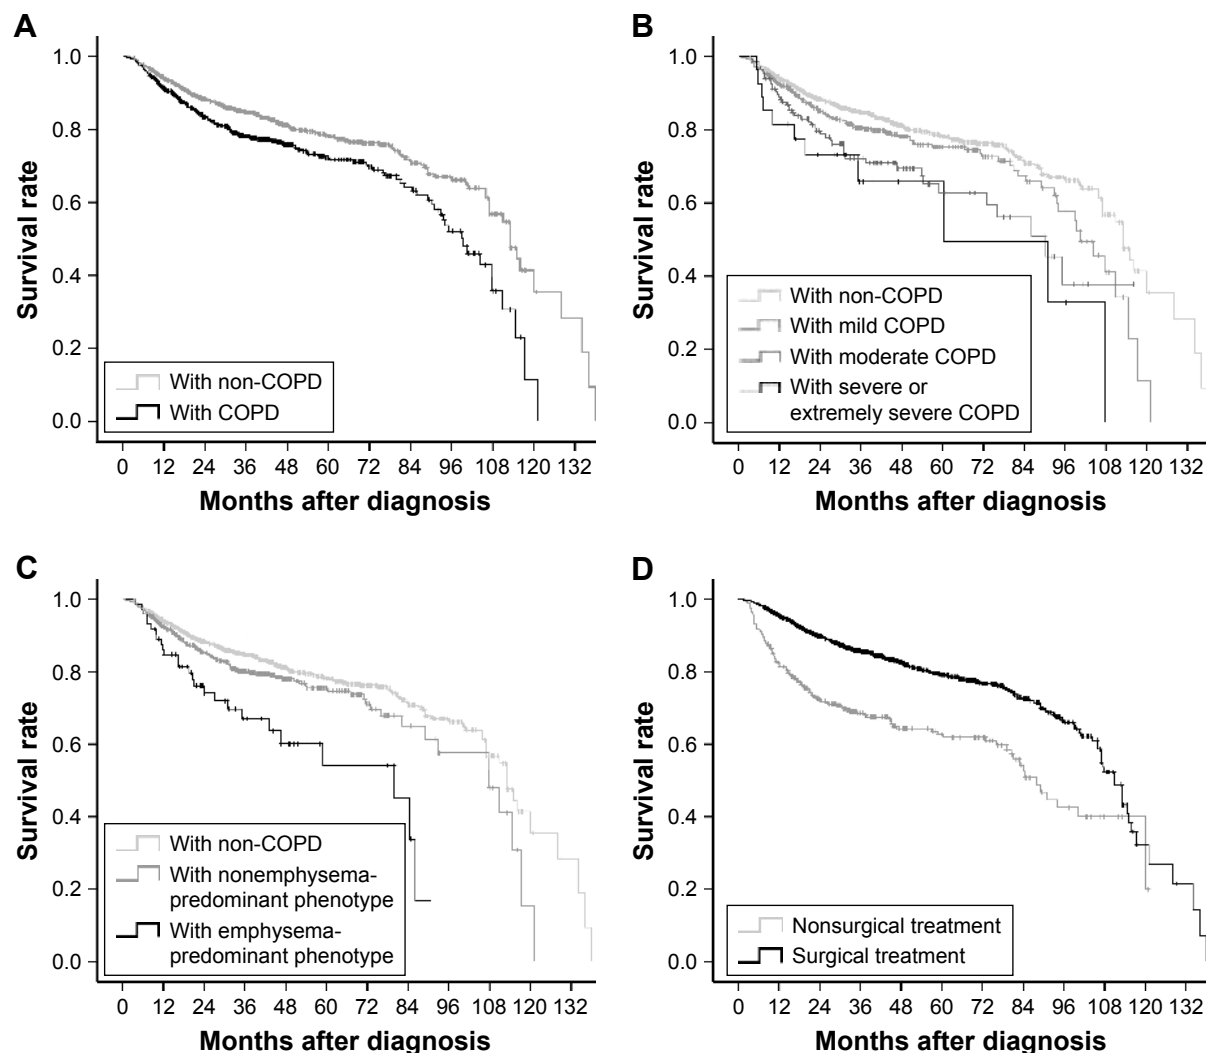 A
Survival rate
1.0
0.8
0.6
0.4
0.2
0.0
With non-COPD
With COPD
0 12 24 36 48 60 72 84 96 108 120 132
Months after diagnosis
B
Survival rate
1.0
0.8
0.6
0.4
0.2
0.0
With non-COPD
With mild COPD
With moderate COPD
With severe or
extremely severe COPD
0 12 24 36 48 60 72 84 96 108 120 132
Months after diagnosis
C
Survival rate
1.0
0.8
0.6
0.4
0.2
0.0
With non-COPD
With nonemphysema-
predominant phenotype
With emphysema-
predominant phenotype
0 12 24 36 48 60 72 84 96 108 120 132
Months after diagnosis
D
Survival rate
1.0
0.8
0.6
0.4
0.2
0.0
Nonsurgical treatment
Surgical treatment
0 12 24 36 48 60 72 84 96 108 120 132
Months after diagnosis